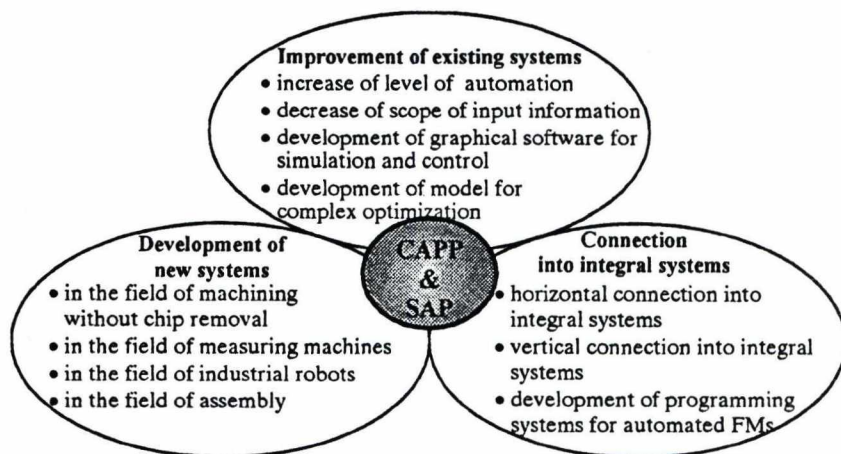 Improvement of existing systems
• increase of level of automation
• decrease of scope of input information
• development of graphical software for
simulation and control
• development of model for
complex optimization
CAPP
&
SAP
Development of
new systems
• in the field of machining
without chip removal
• in the field of measuring machines
• in the field of industrial robots
• in the field of assembly
Connection
into integral systems
• horizontal connection into
integral systems
• vertical connection into integral
systems
• development of programming
systems for automated FMs